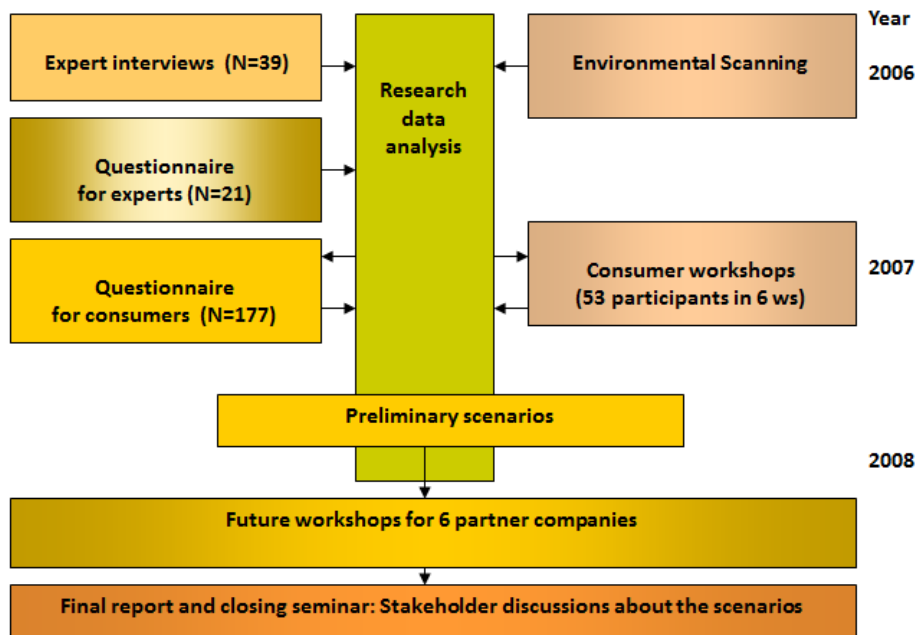 Year
Expert interviews (N=39)
Environmental Scanning
2006
Research
data
analysis
Questionnaire
for experts (N=21)
Questionnaire
for consumers (N=177)
Consumer workshops
(53 participants in 6 ws)
2007
Preliminary scenarios
2008
Future workshops for 6 partner companies
Final report and closing seminar: Stakeholder discussions about the scenarios